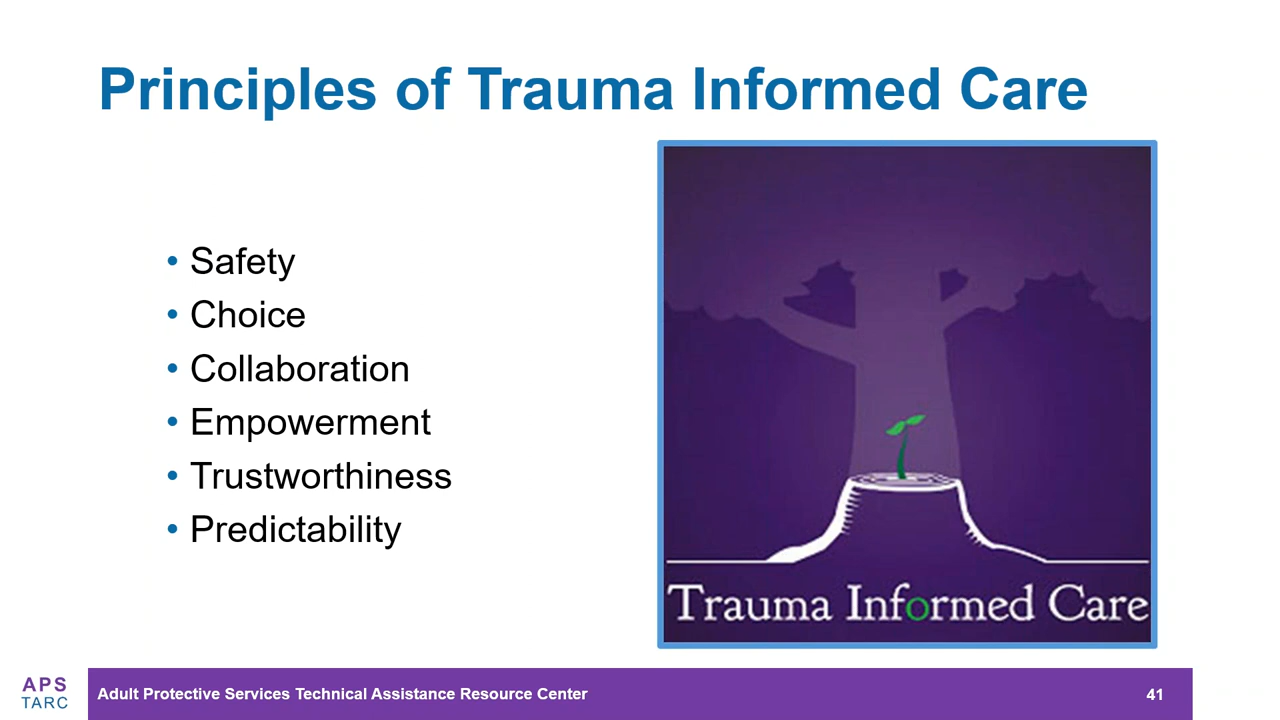 Principles of Trauma Informed Care
• Safety
• Choice
• Collaboration
• Empowerment
• Trustworthiness
• Predictability
Trauma Informed Care
APS
TARC
Adult Protective Services Technical Assistance Resource Center
41